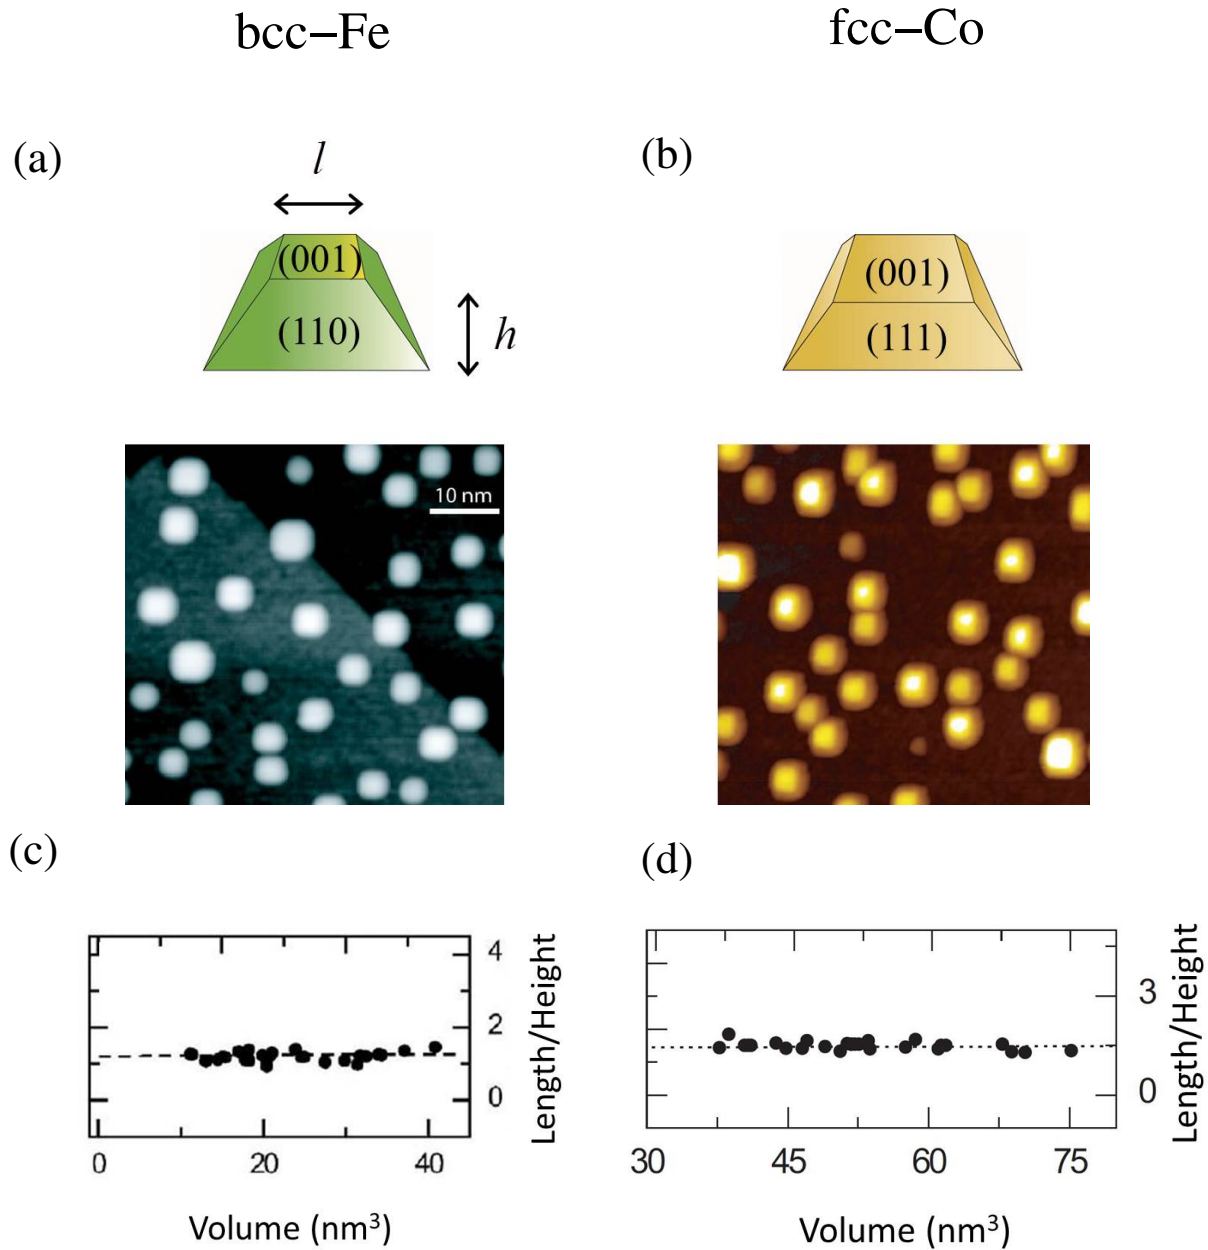 bcc−Fe
fcc−Co
(a)
(b)
l
(001)
(110)
h
(001)
(111)
10 nm
(c)
(d)
4
2
0
Length/Height
0
20
40
Volume (nm³)
3
0
Length/Height
30
45
60
75
Volume (nm³)